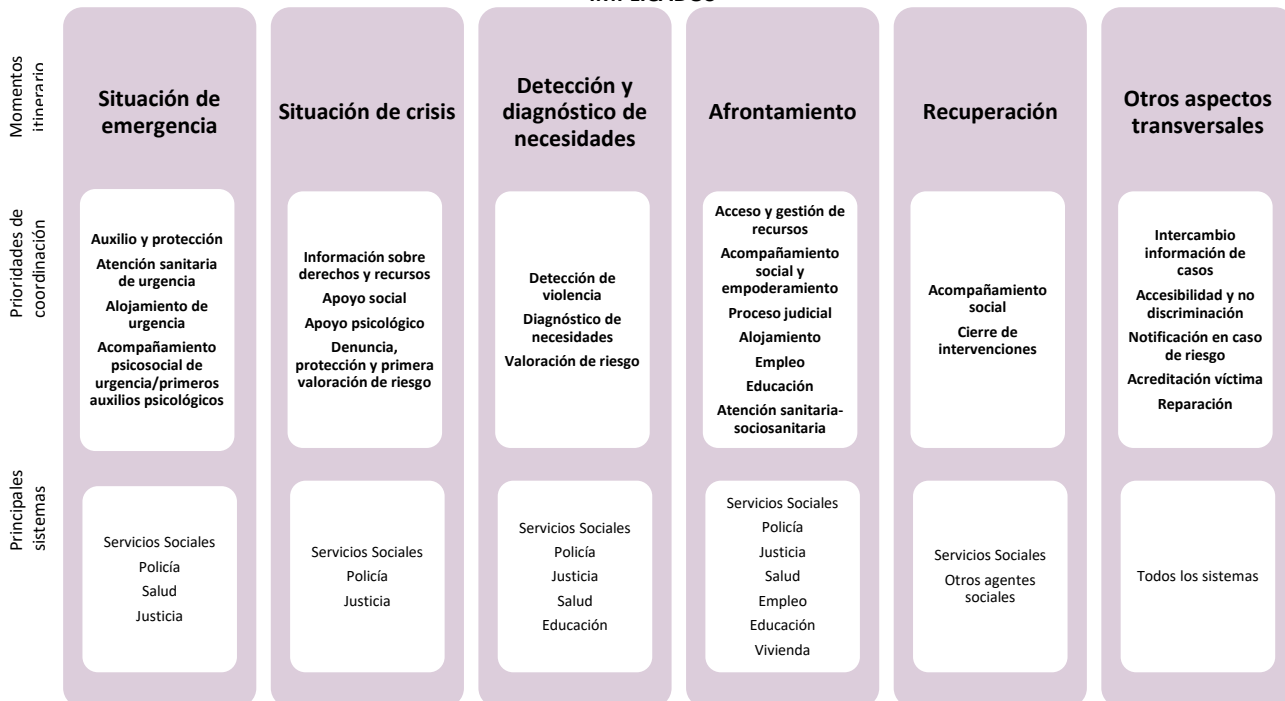 IMPLICADOS
Momentos
itinerario
Situación de
emergencia
Situación de crisis
Detección y
diagnóstico de
necesidades
Afrontamiento
Recuperación
Otros aspectos
transversales
Prioridades de
coordinación
Auxilio y protección
Atención sanitaria
de urgencia
Alojamiento de
urgencia
Acompañamiento
psicosocial de
urgencia/primeros
auxilios psicológicos
Información sobre
derechos y recursos
Apoyo social
Apoyo psicológico
Denuncia,
protección y primera
valoración de riesgo
Detección de
violencia
Diagnóstico de
necesidades
Valoración de riesgo
Acceso y gestión de
recursos
Acompañamiento
social y
empoderamiento
Proceso judicial
Alojamiento
Empleo
Educación
Atención sanitaria-
sociosanitaria
Acompañamiento
social
Cierre de
intervenciones
Intercambio
información de
casos
Accesibilidad y no
discriminación
Notificación en caso
de riesgo
Acreditación víctima
Reparación
Principales
sistemas
Servicios Sociales
Policía
Salud
Justicia
Servicios Sociales
Policía
Justicia
Servicios Sociales
Policía
Justicia
Salud
Educación
Servicios Sociales
Policía
Justicia
Salud
Empleo
Educación
Vivienda
Servicios Sociales
Otros agentes
sociales
Todos los sistemas